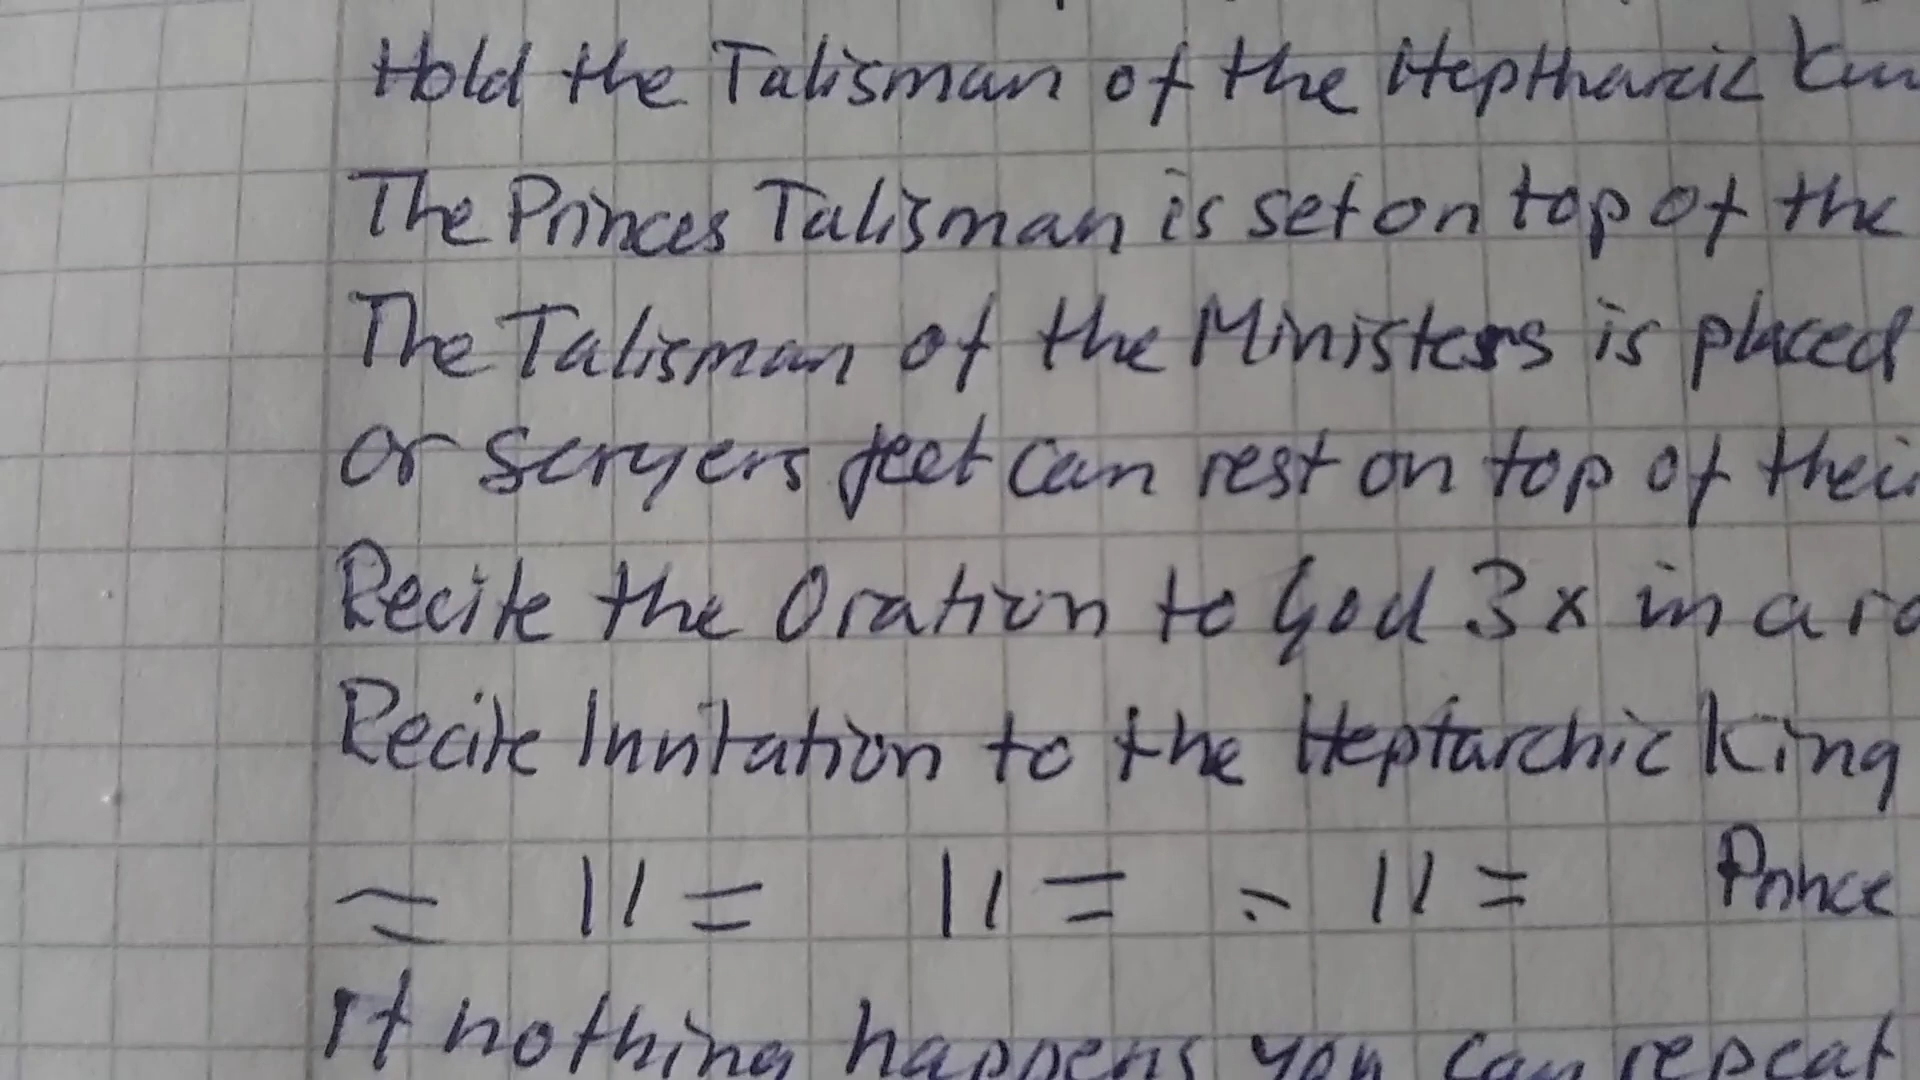 Hold the Talisman of the Heptharcic
The Princes Talisman is set on top of the
The Talisman of the Ministers is placed
or scryers feet can rest on top of
Recite the Oration to God 3x in a
Recite Invitation to the Heptarchic King
= 11 = 11 = - 11 = Prince
If nothing happens you can repeat